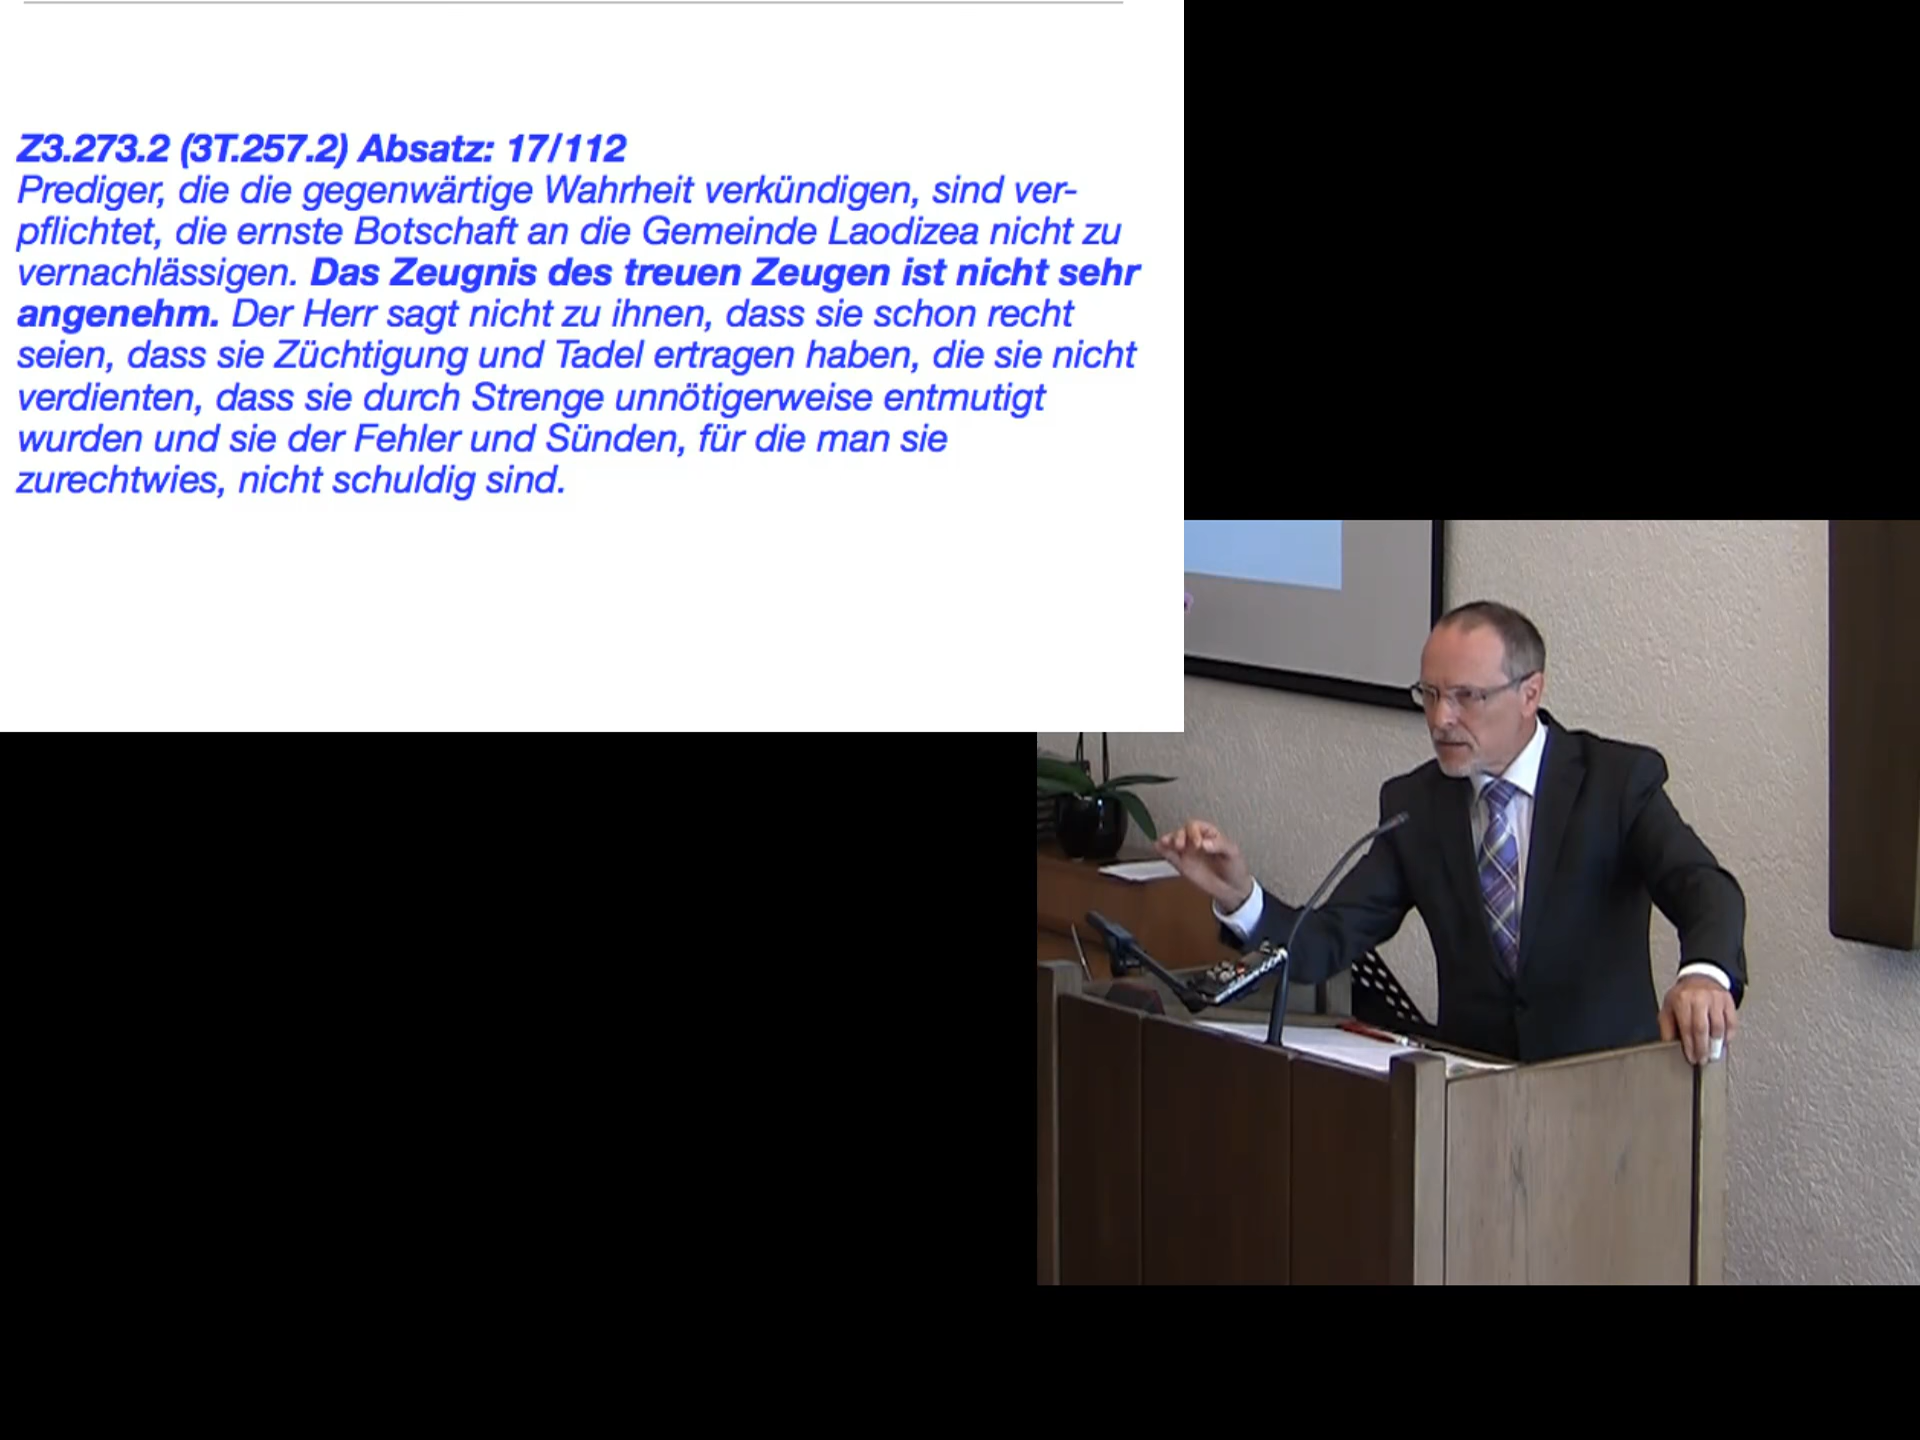 Z3.273.2 (3T.257.2) Absatz: 17/112
Prediger, die die gegenwärtige Wahrheit verkündigen, sind ver-
pflichtet, die ernste Botschaft an die Gemeinde Laodizea nicht zu
vernachlässigen. Das Zeugnis des treuen Zeugen ist nicht sehr
angenehm. Der Herr sagt nicht zu ihnen, dass sie schon recht
seien, dass sie Züchtigung und Tadel ertragen haben, die sie nicht
verdienten, dass sie durch Strenge unnötigerweise entmutigt
wurden und sie der Fehler und Sünden, für die man sie
zurechtwies, nicht schuldig sind.